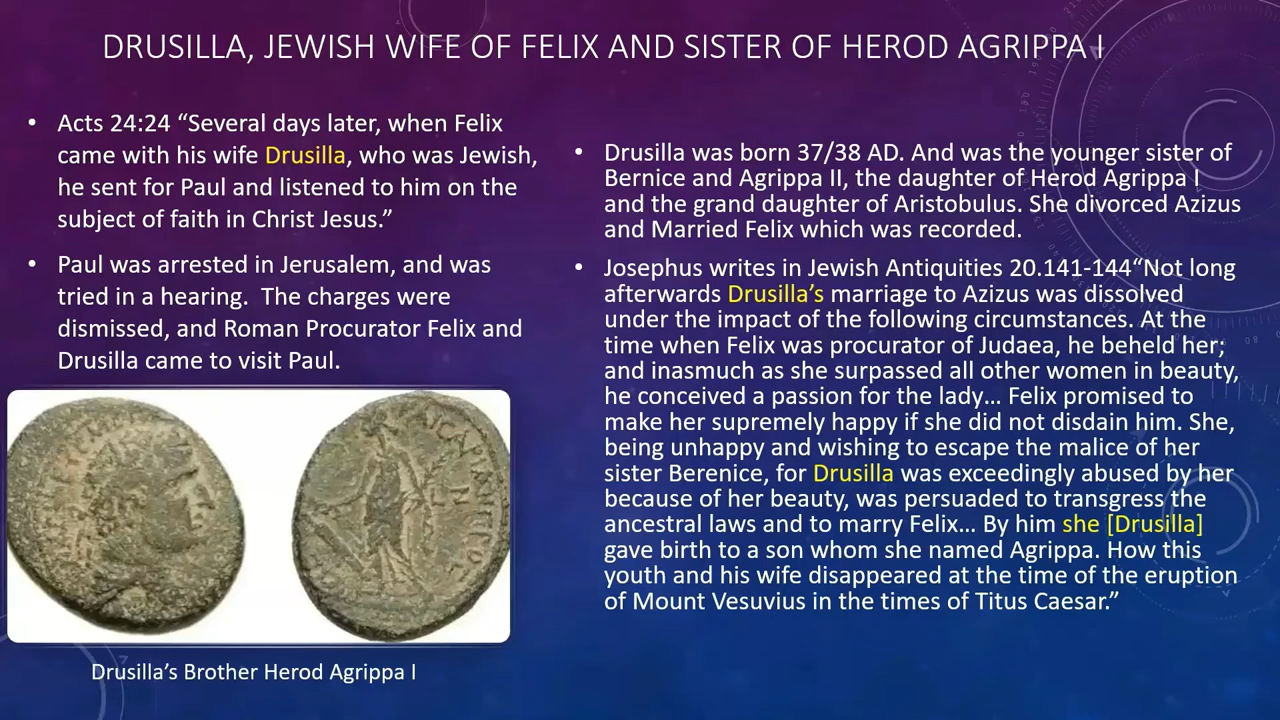 DRUSILLA, JEWISH WIFE OF FELIX AND SISTER OF HEROD AGRIPPA I
• Acts 24:24 “Several days later, when Felix
came with his wife Drusilla, who was Jewish,
he sent for Paul and listened to him on the
subject of faith in Christ Jesus.”
• Paul was arrested in Jerusalem, and was
tried in a hearing.  The charges were
dismissed, and Roman Procurator Felix and
Drusilla came to visit Paul.
Drusilla’s Brother Herod Agrippa I
• Drusilla was born 37/38 AD. And was the younger sister of
Bernice and Agrippa II, the daughter of Herod Agrippa I
and the grand daughter of Aristobulus. She divorced Azizus
and Married Felix which was recorded.
• Josephus writes in Jewish Antiquities 20.141-144“Not long
afterwards Drusilla’s marriage to Azizus was dissolved
under the impact of the following circumstances. At the
time when Felix was procurator of Judaea, he beheld her;
and inasmuch as she surpassed all other women in beauty,
he conceived a passion for the lady… Felix promised to
make her supremely happy if she did not disdain him. She,
being unhappy and wishing to escape the malice of her
sister Berenice, for Drusilla was exceedingly abused by her
because of her beauty, was persuaded to transgress the
ancestral laws and to marry Felix… By him she [Drusilla]
gave birth to a son whom she named Agrippa. How this
youth and his wife disappeared at the time of the eruption
of Mount Vesuvius in the times of Titus Caesar.”